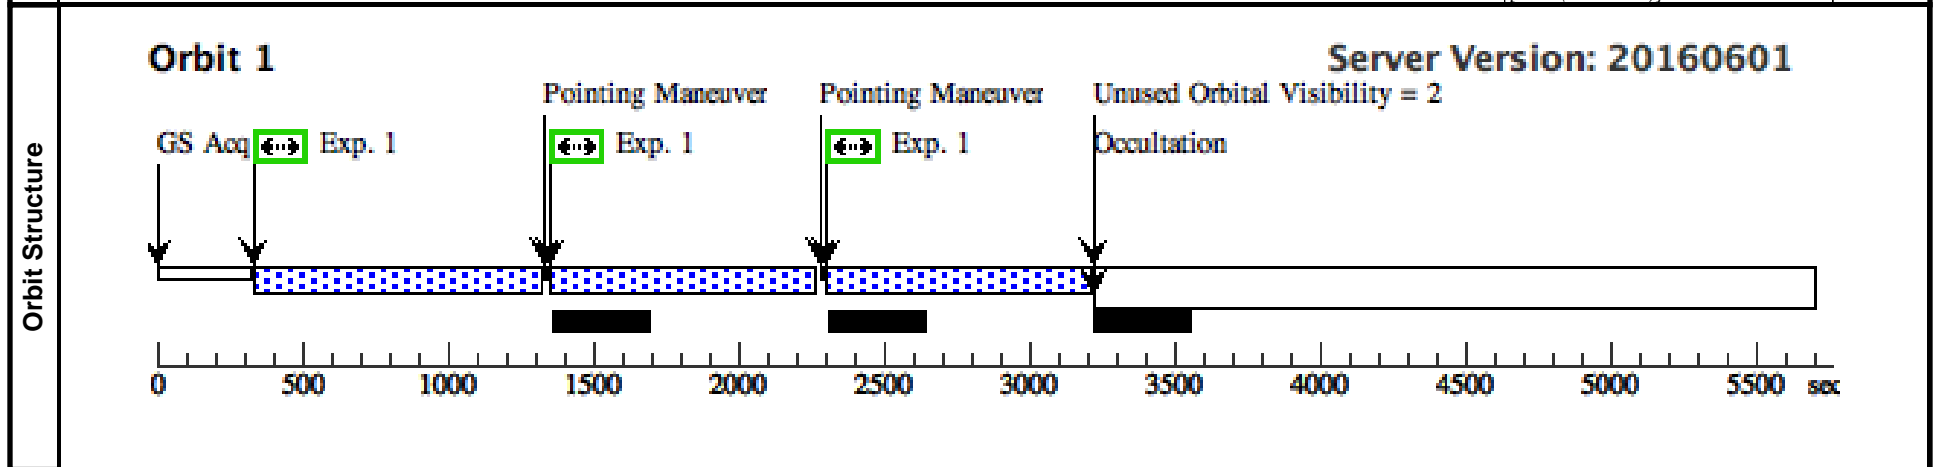 Orbit Structure
Orbit 1
Server Version: 20160601
Pointing Maneuver
Pointing Maneuver
Unused Orbital Visibility = 2
GS Acq
Exp. 1
Exp. 1
Exp. 1
Occultation
0 500 1000 1500 2000 2500 3000 3500 4000 4500 5000 5500 sec